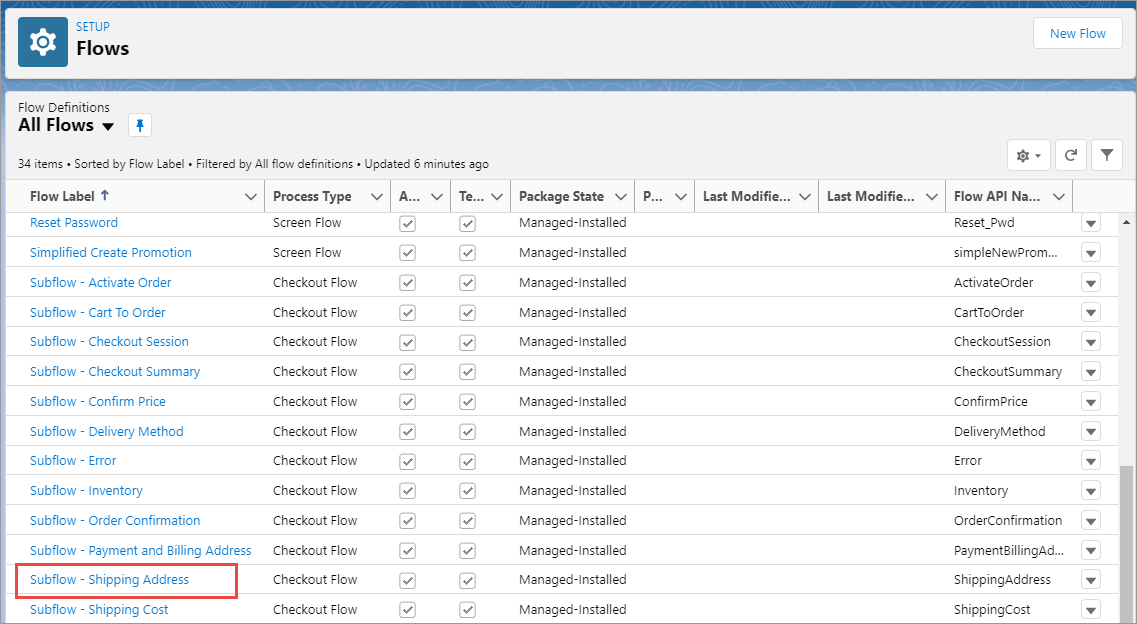 SETUP
Flows
New Flow
Flow Definitions
All Flows
34 items • Sorted by Flow Label • Filtered by All flow definitions • Updated 6 minutes ago
Flow Label ↑ Process Type A... Te... Package State P... Last Modifie... Last Modifie... Flow API Na...
Reset Password Screen Flow Managed-Installed Reset_Pwd
Simplified Create Promotion Screen Flow Managed-Installed simpleNewProm...
Subflow - Activate Order Checkout Flow Managed-Installed ActivateOrder
Subflow - Cart To Order Checkout Flow Managed-Installed CartToOrder
Subflow - Checkout Session Checkout Flow Managed-Installed CheckoutSession
Subflow - Checkout Summary Checkout Flow Managed-Installed CheckoutSummary
Subflow - Confirm Price Checkout Flow Managed-Installed ConfirmPrice
Subflow - Delivery Method Checkout Flow Managed-Installed DeliveryMethod
Subflow - Error Checkout Flow Managed-Installed Error
Subflow - Inventory Checkout Flow Managed-Installed Inventory
Subflow - Order Confirmation Checkout Flow Managed-Installed OrderConfirmation
Subflow - Payment and Billing Address Checkout Flow Managed-Installed PaymentBillingAd...
Subflow - Shipping Address Checkout Flow Managed-Installed ShippingAddress
Subflow - Shipping Cost Checkout Flow Managed-Installed ShippingCost